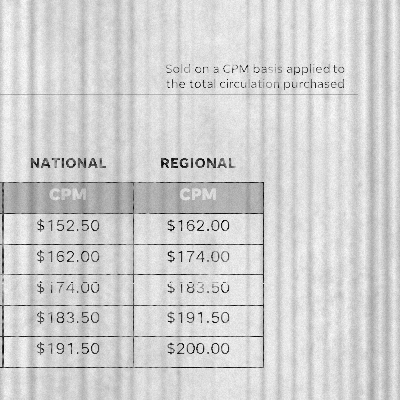 Sold on a CPM basis applied to
the total circulation purchased
NATIONAL REGIONAL
CPM CPM
$152.50 $162.00
$162.00 $174.00
$174.00 $183.50
$183.50 $191.50
$191.50 $200.00